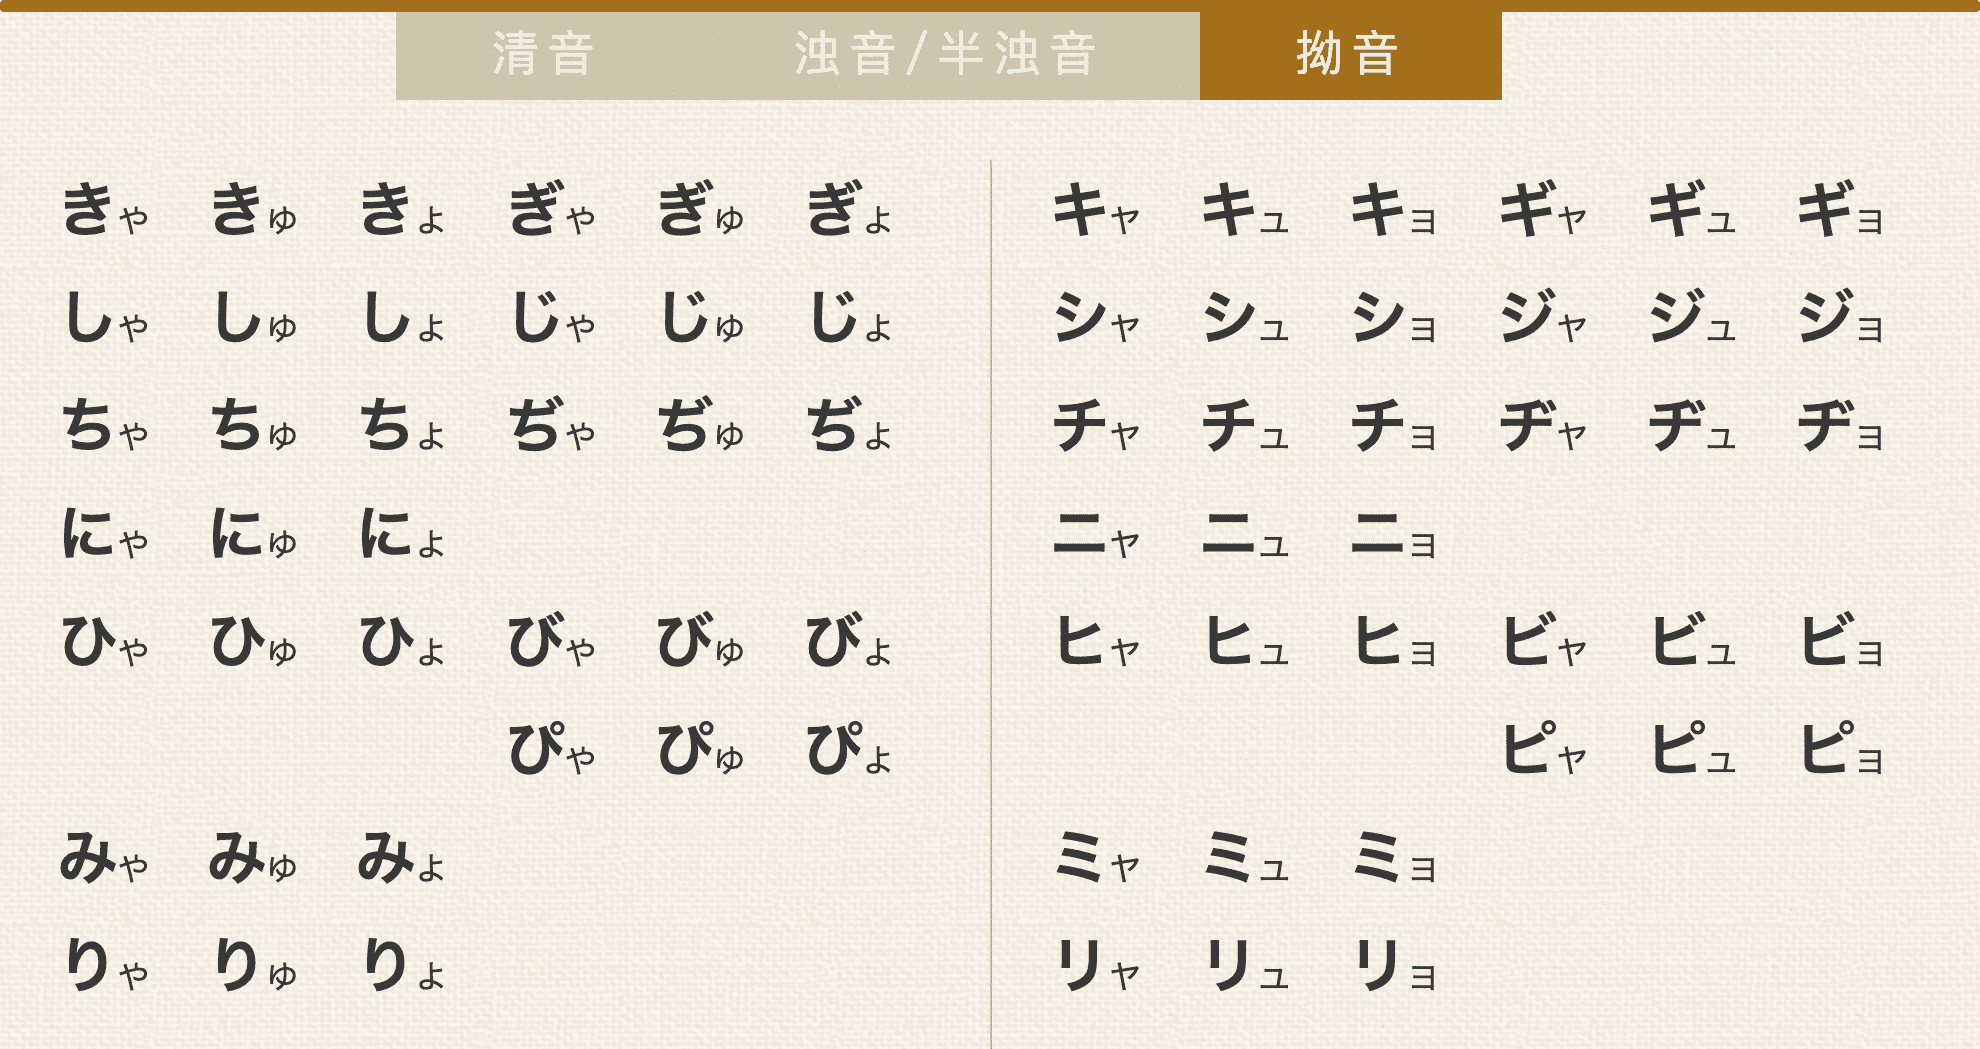 清音 浊音/半浊音 拗音
きゃ きゅ きょ ぎゃ ぎゅ ぎょ キャ キュ キョ ギャ ギュ ギョ
しゃ しゅ しょ じゃ じゅ じょ シャ シュ ショ ジャ ジュ ジョ
ちゃ ちゅ ちょ ぢゃ ぢゅ ぢょ チャ チュ チョ ヂャ ヂュ ヂョ
にゃ にゅ にょ ニャ ニュ ニョ
ひゃ ひゅ ひょ びゃ びゅ びょ ヒャ ヒュ ヒョ ビャ ビュ ビョ
ぴゃ ぴゅ ぴょ ピャ ピュ ピョ
みゃ みゅ みょ ミャ ミュ ミョ
りゃ りゅ りょ リャ リュ リョ